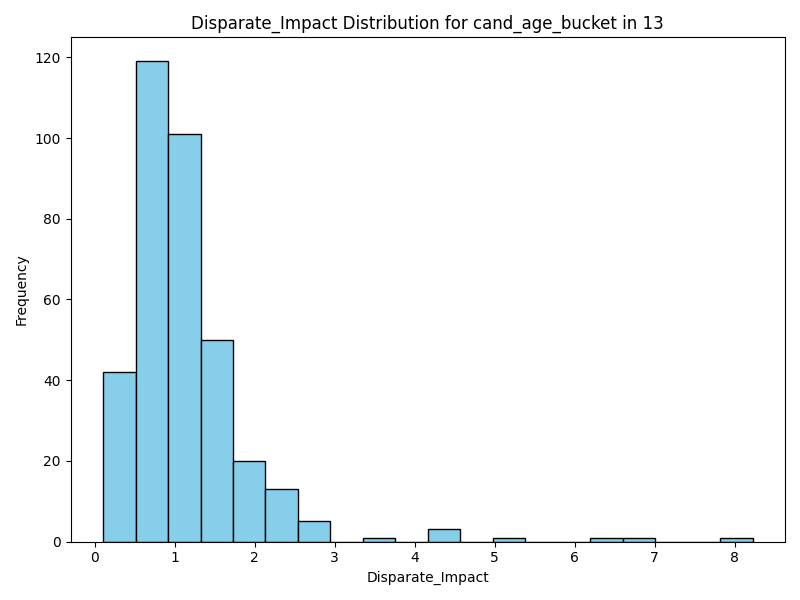 Disparate_Impact Distribution for cand_age_bucket in 13
120
100
80
60
40
20
0
Frequency
0 1 2 3 4 5 6 7 8
Disparate_Impact